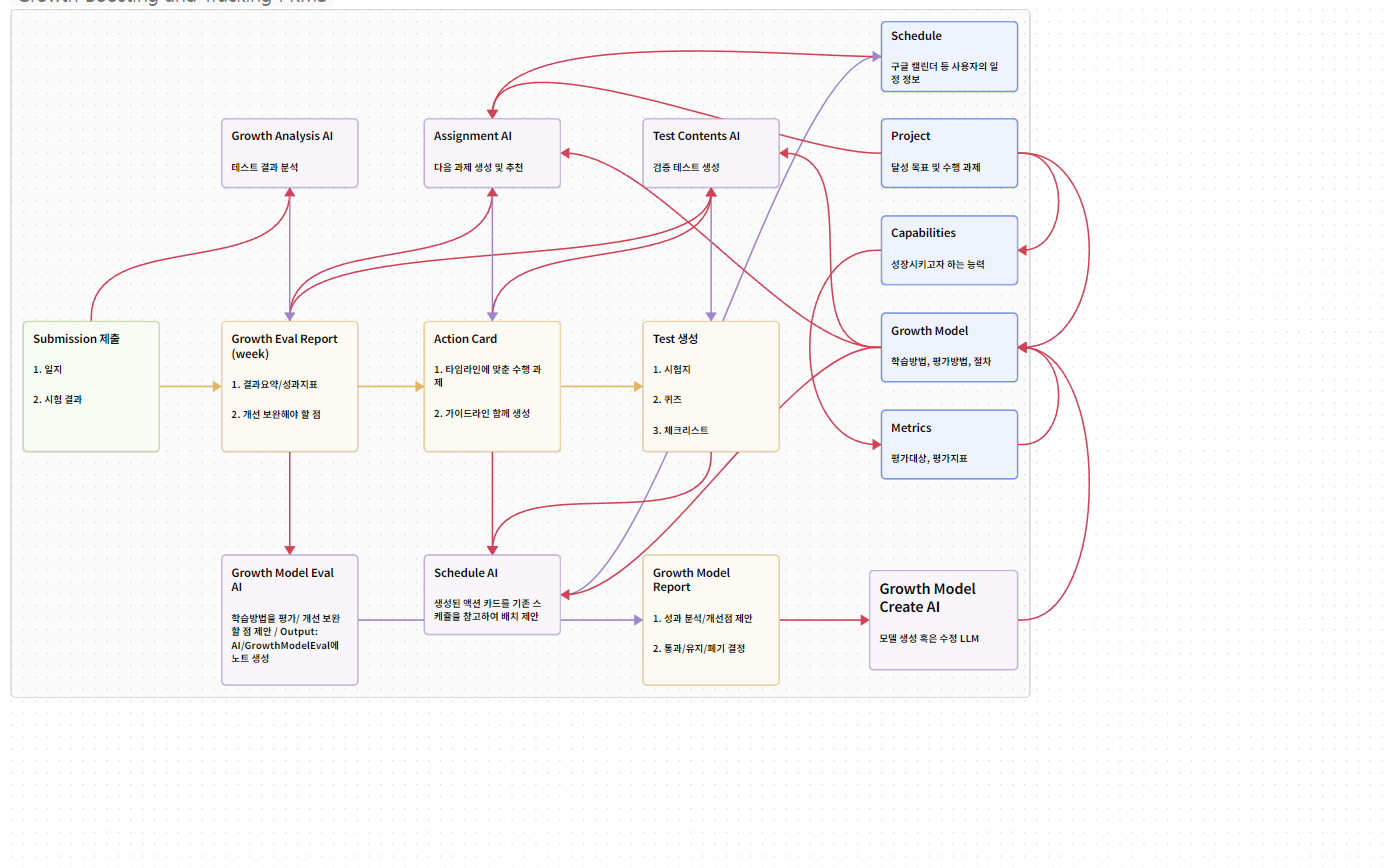 Growth Boosting and Tracking PKMS
Schedule
구글 캘린더 등 사용자의 일
정 정보
Growth Analysis AI
테스트 결과 분석
Assignment AI
다음 과제 생성 및 추천
Test Contents AI
검증 테스트 생성
Project
달성 목표 및 수행 과제
Capabilities
성장시키고자 하는 능력
Submission 제출
1. 일지
2. 시험 결과
Growth Eval Report
(week)
1. 결과요약/성과지표
2. 개선 보완해야 할 점
Action Card
1. 타임라인에 맞춘 수행 과
제
2. 가이드라인 함께 생성
Test 생성
1. 시험지
2. 퀴즈
3. 체크리스트
Growth Model
학습방법, 평가방법, 절차
Metrics
평가대상, 평가지표
Growth Model Eval
AI
학습방법을 평가/ 개선 보완
할 점 제안 / Output:
AI/GrowthModelEval에
노트 생성
Schedule AI
생성된 액션 카드를 기존 스
케쥴을 참고하여 배치 제안
Growth Model
Report
1. 성과 분석/개선점 제안
2. 통과/유지/폐기 결정
Growth Model
Create AI
모델 생성 혹은 수정 LLM